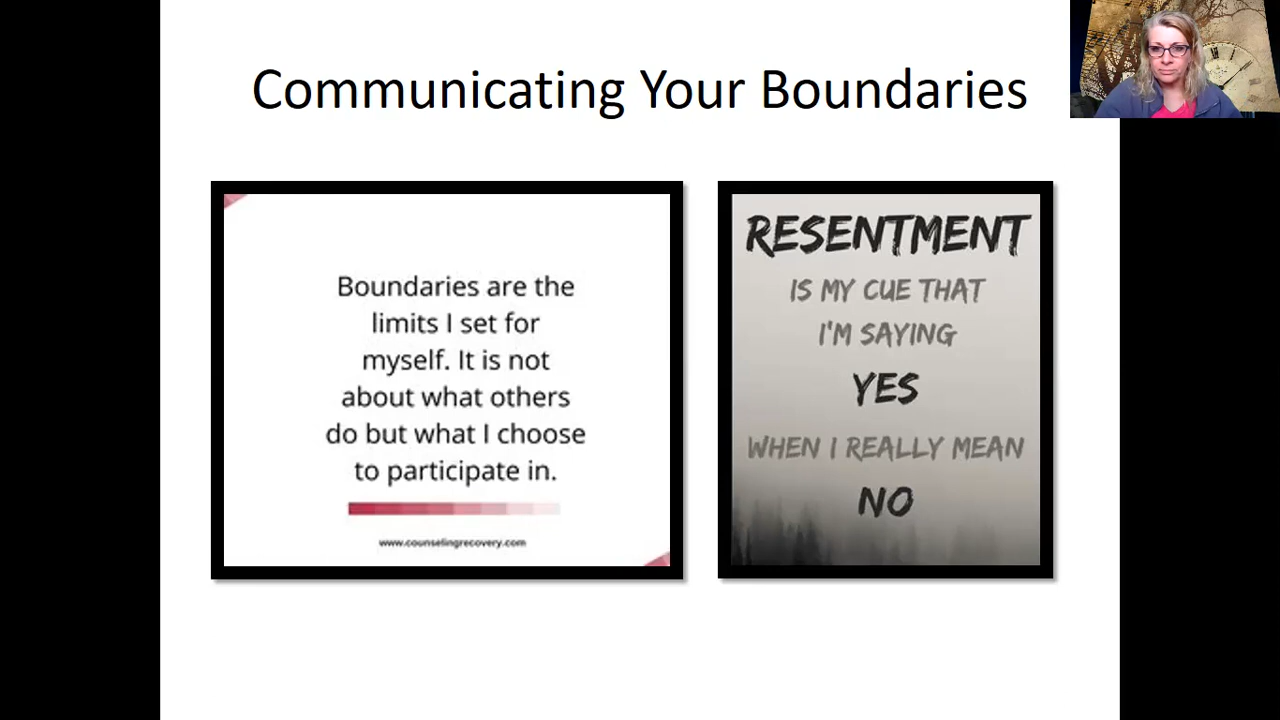 Communicating Your Boundaries
Boundaries are the
limits I set for
myself. It is not
about what others
do but what I choose
to participate in.
www.counselingrecovery.com
RESENTMENT
IS MY CUE THAT
I'M SAYING
YES
WHEN I REALLY MEAN
NO